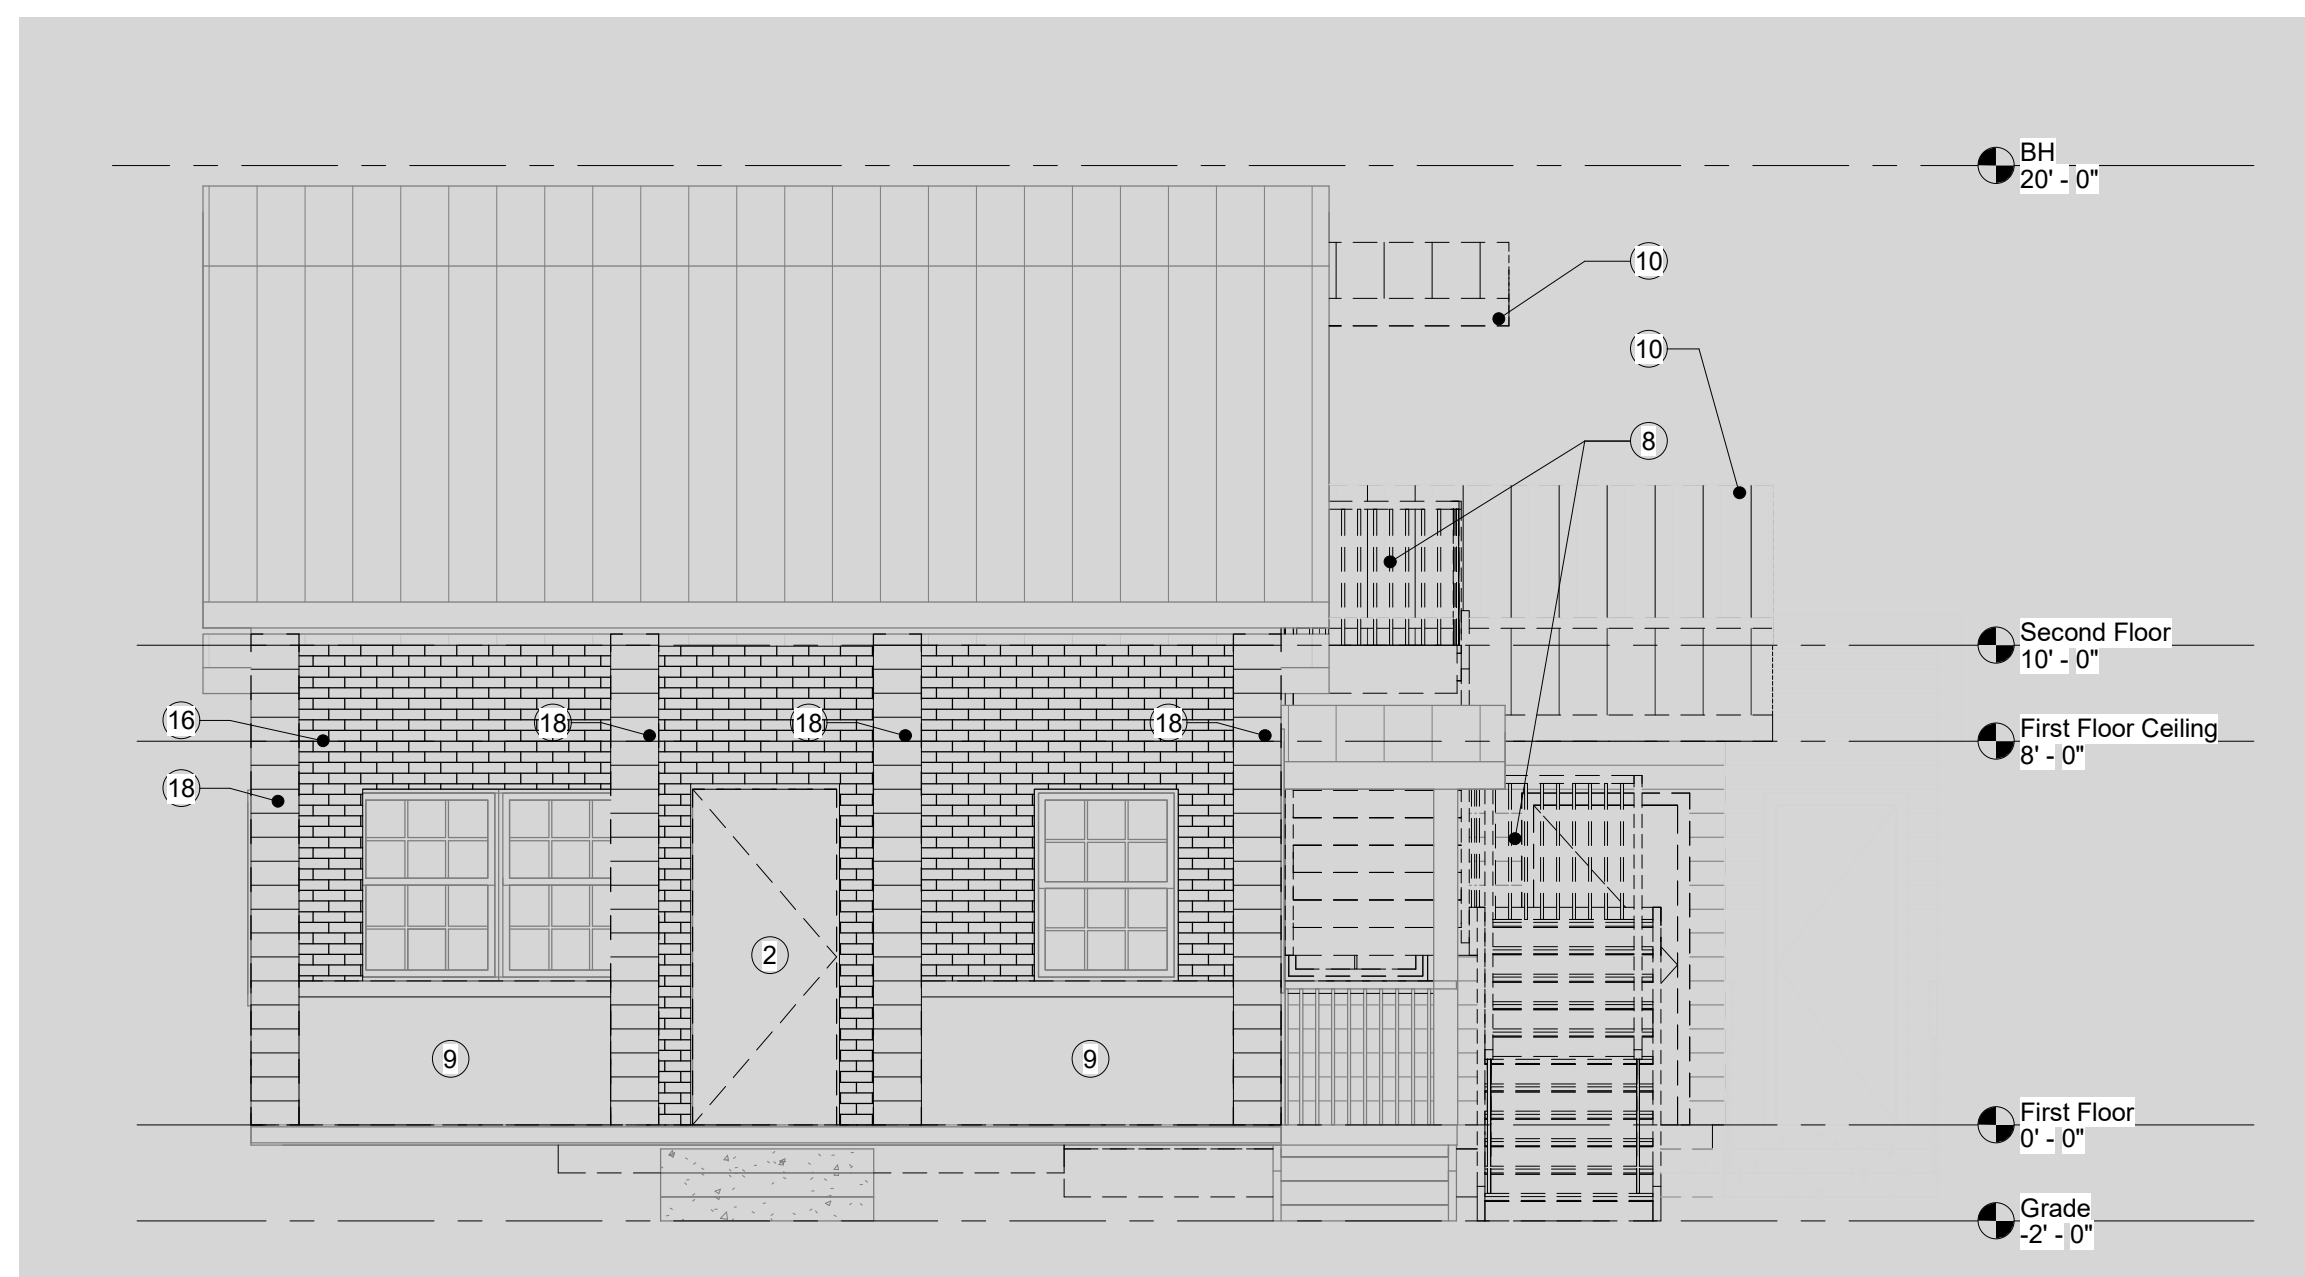 BH
20' - 0"
10
10
8
Second Floor
10' - 0"
16
18
18
18
First Floor Ceiling
8' - 0"
18
2
9
9
First Floor
0' - 0"
Grade
-2' - 0"